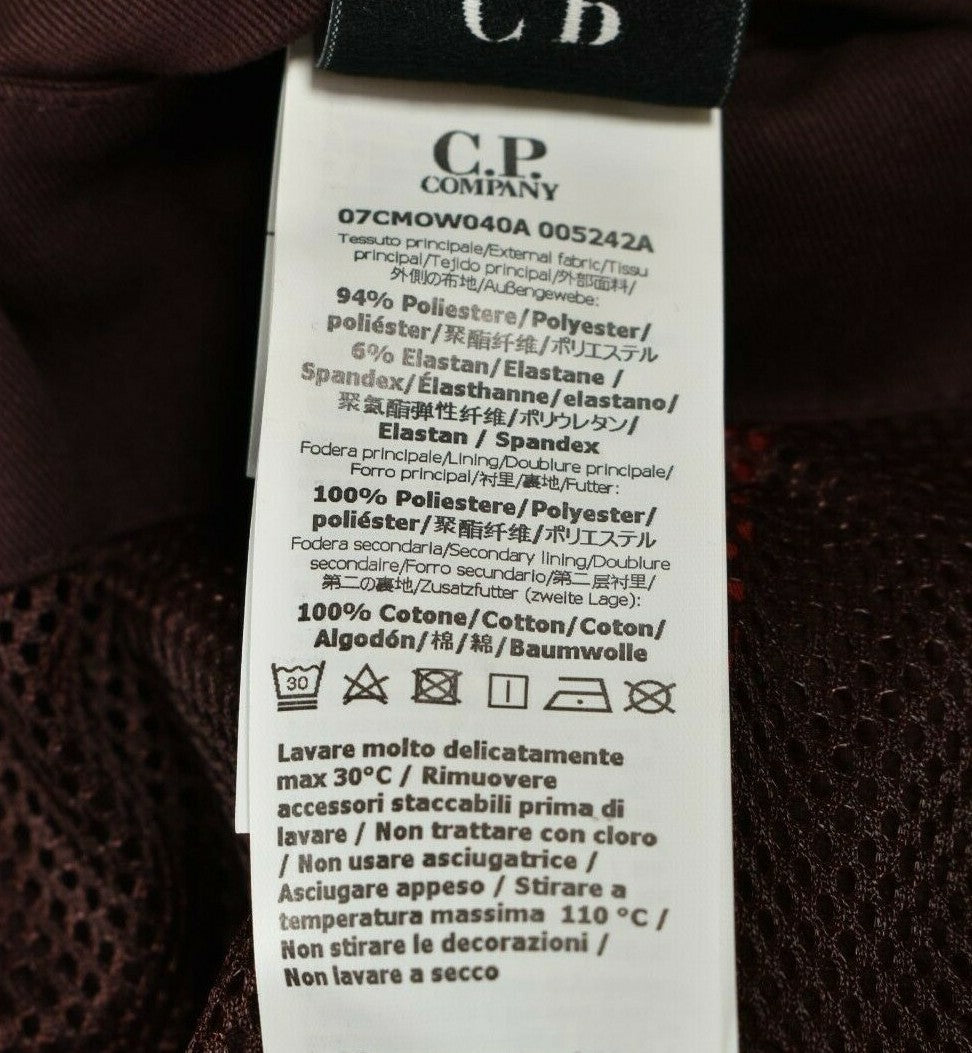 C.P.
COMPANY
07CMOW040A 005242A
Tessuto principale/External fabric/Tissu
principal/Tejido principal/外部面料/
外側の布地/Außengewebe:
94% Poliestere/Polyester/
poliéster/聚酯纤维/ポリエステル
6% Elastan/Elastane /
Spandex/Élasthanne/elastano/
聚氨酯弹性纤维/ポリウレタン/
Elastan / Spandex
Fodera principale/Lining/Doublure principale/
Forro principal/衬里/裏地/Futter:
100% Poliestere/Polyester/
poliéster/聚酯纤维/ポリエステル
Fodera secondaria/Secondary lining/Doublure
secondaire/Forro secundario/第二层衬里/
第二の裏地/Zusatzfutter (zweite Lage):
100% Cotone/Cotton/Coton/
Algodón/棉/綿/Baumwolle
30
Lavare molto delicatamente
max 30°C / Rimuovere
accessori staccabili prima di
lavare / Non trattare con cloro
/ Non usare asciugatrice /
Asciugare appeso / Stirare a
temperatura massima 110 °C /
Non stirare le decorazioni /
Non lavare a secco